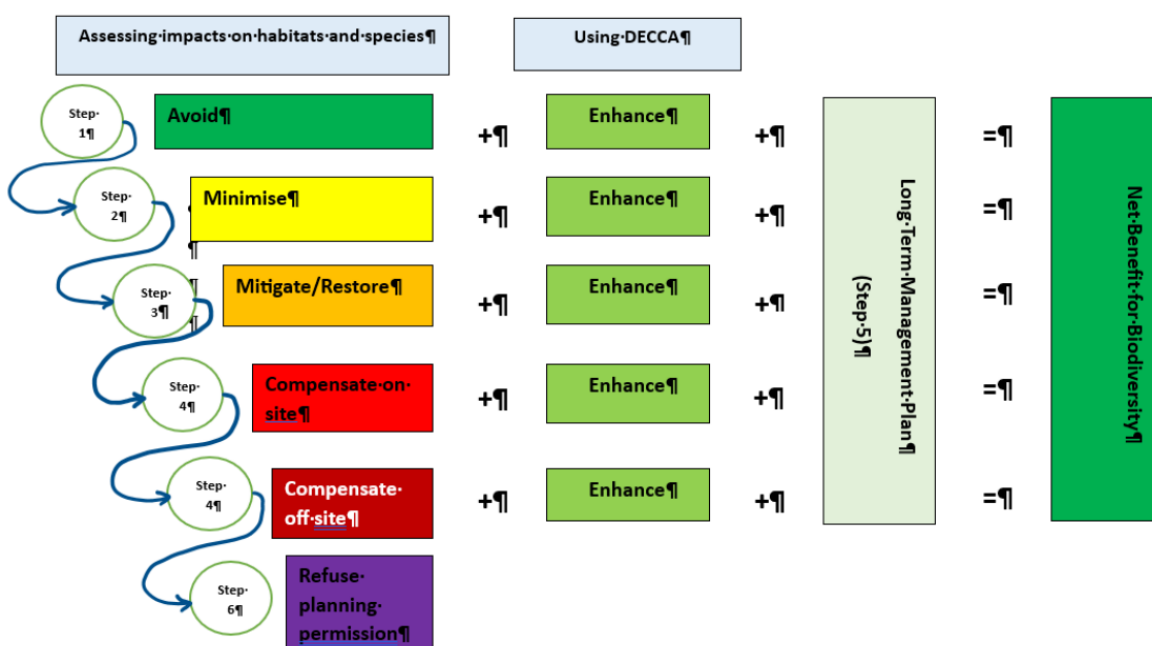 Assessing·impacts·on·habitats·and·species¶
Using·DECCA¶
Step·
1¶
Avoid¶
+¶
Enhance¶
+¶
=¶
Step·
2¶
Minimise¶
+¶
Enhance¶
+¶
=¶
¶
¶
Step·
3¶
¶
Mitigate/Restore¶
+¶
Enhance¶
+¶
=¶
Step·
4¶
Compensate·on·
site¶
+¶
Enhance¶
+¶
=¶
Step·
4¶
Compensate·
off·site¶
+¶
Enhance¶
+¶
=¶
Step·
6¶
Refuse·
planning·
permission¶
Long·Term·Management·Plan¶
(Step·5)¶
Net·Benefit·for·Biodiversity¶